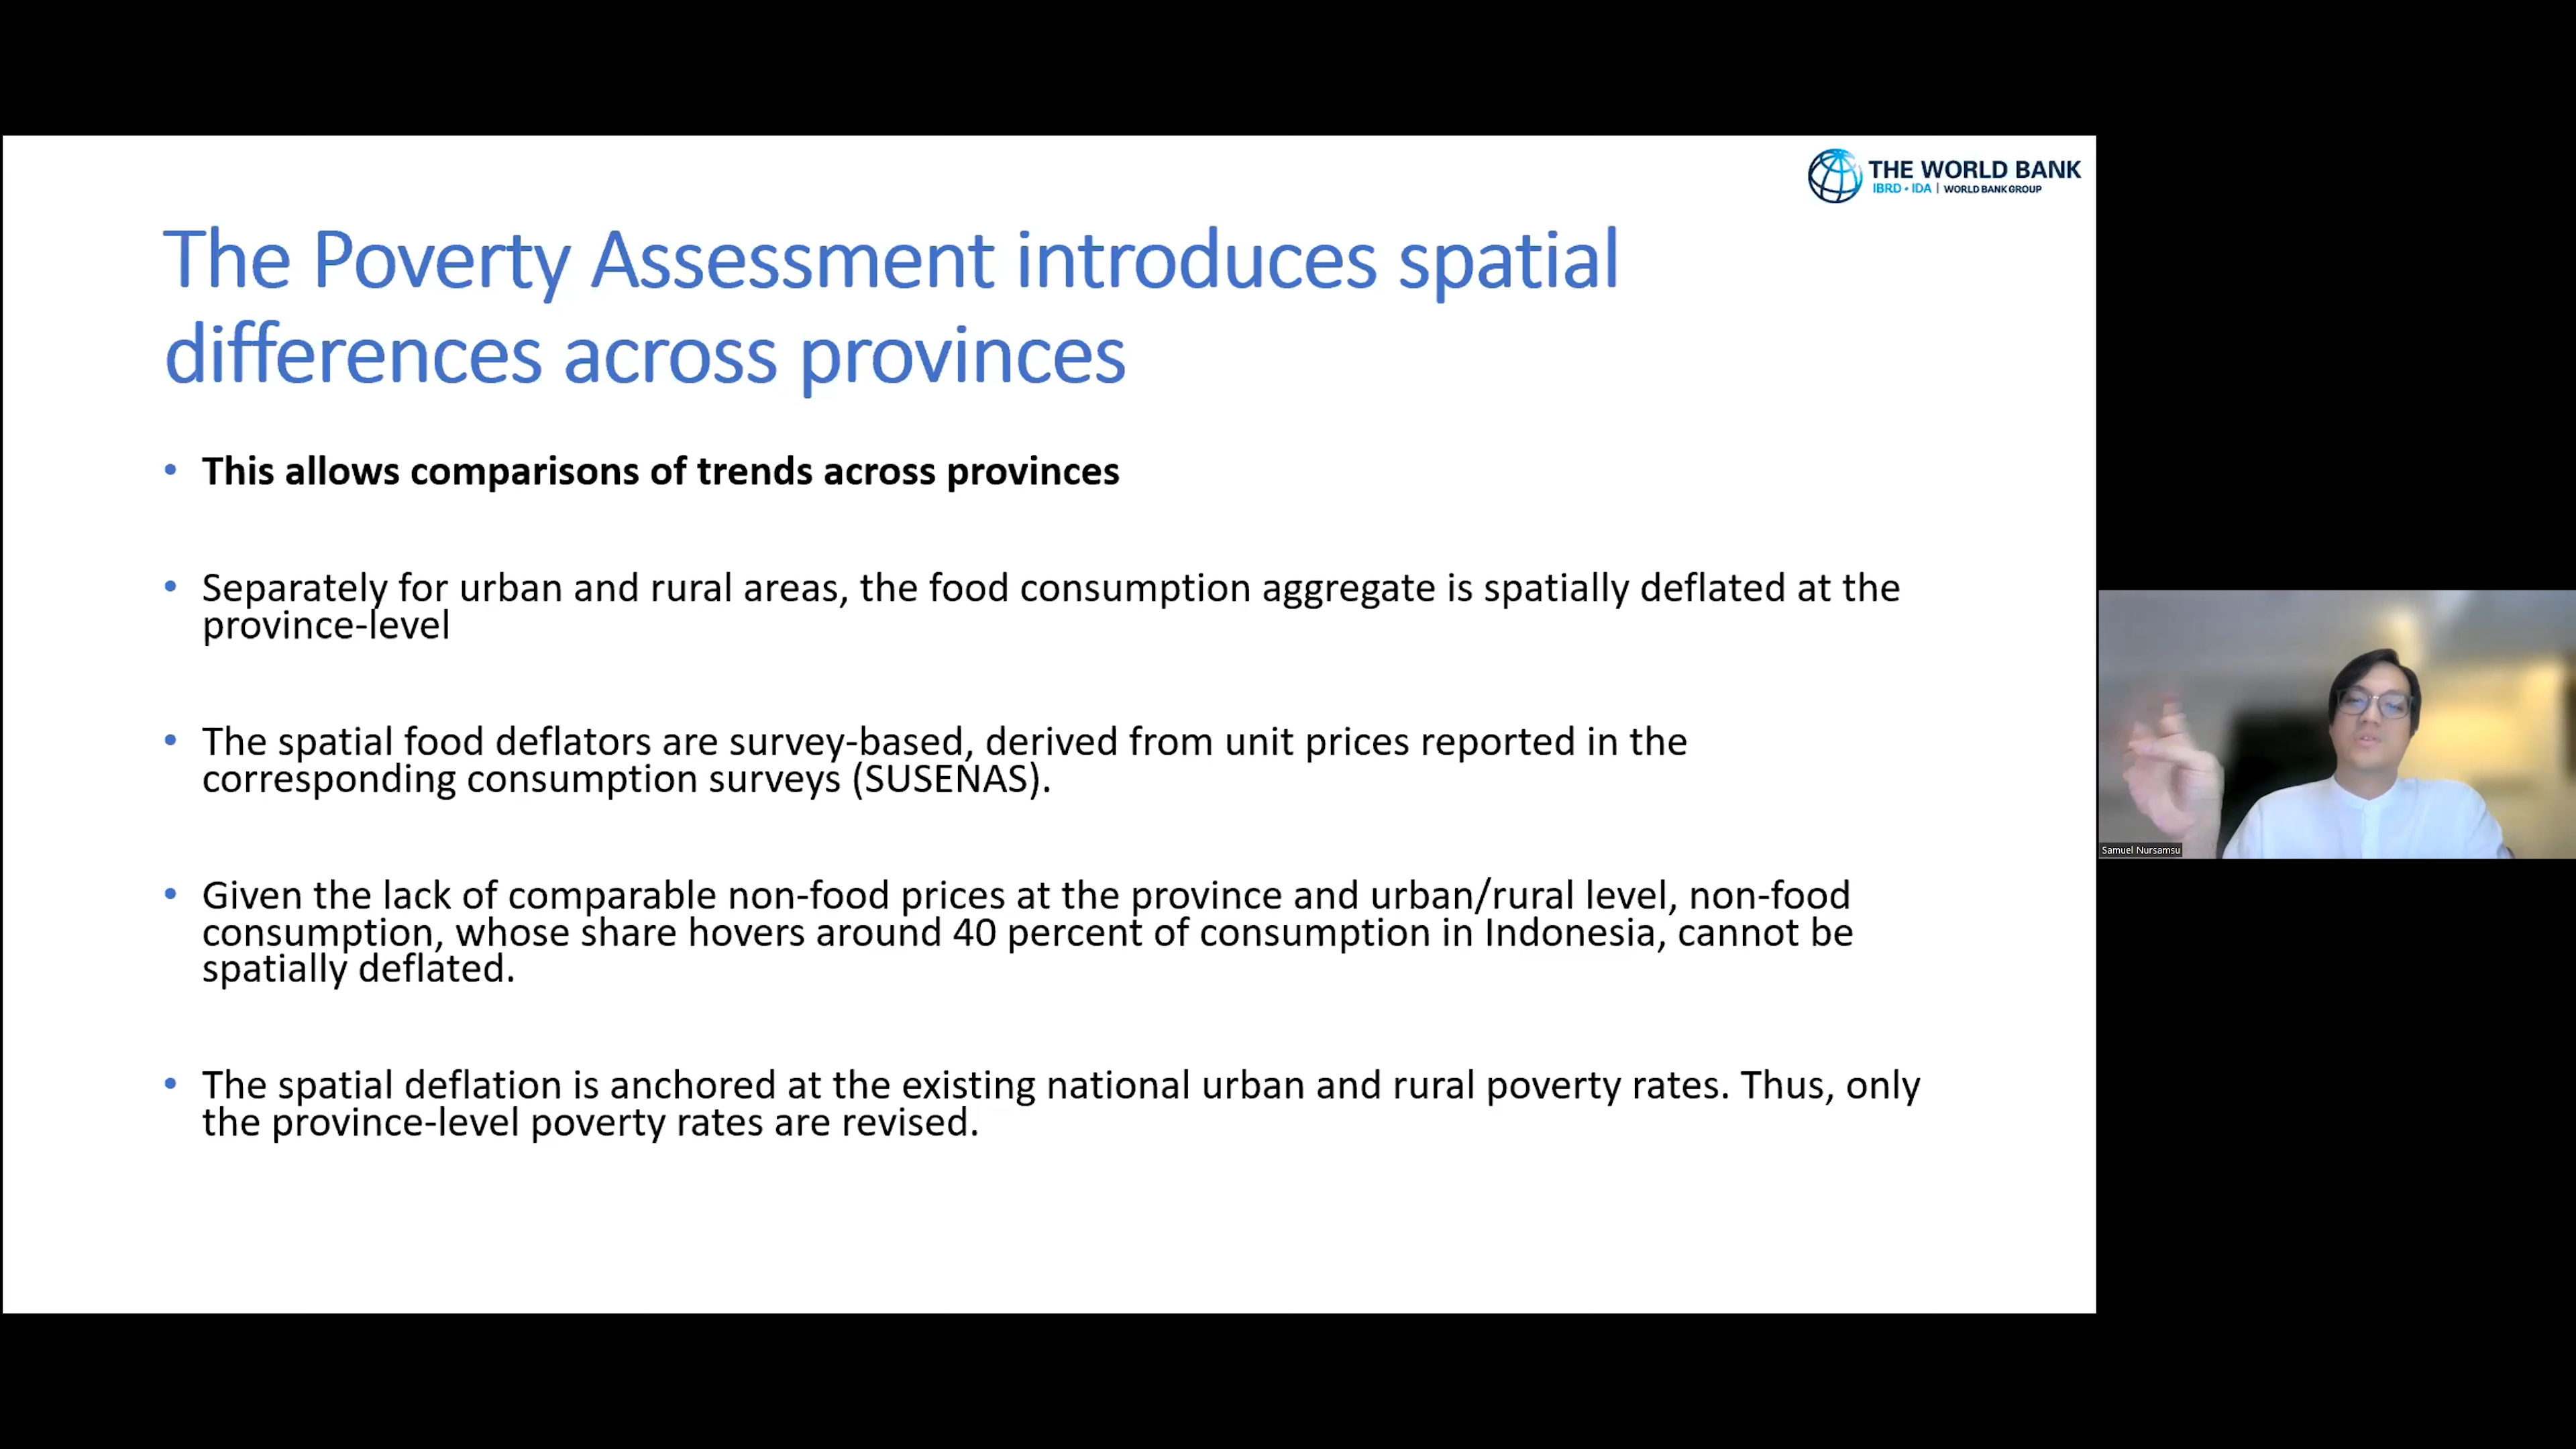 THE WORLD BANK
IBRD • IDA | WORLD BANK GROUP
The Poverty Assessment introduces spatial
differences across provinces
• This allows comparisons of trends across provinces
• Separately for urban and rural areas, the food consumption aggregate is spatially deflated at the
province-level
• The spatial food deflators are survey-based, derived from unit prices reported in the
corresponding consumption surveys (SUSENAS).
• Given the lack of comparable non-food prices at the province and urban/rural level, non-food
consumption, whose share hovers around 40 percent of consumption in Indonesia, cannot be
spatially deflated.
• The spatial deflation is anchored at the existing national urban and rural poverty rates. Thus, only
the province-level poverty rates are revised.
Samuel Nursamsu